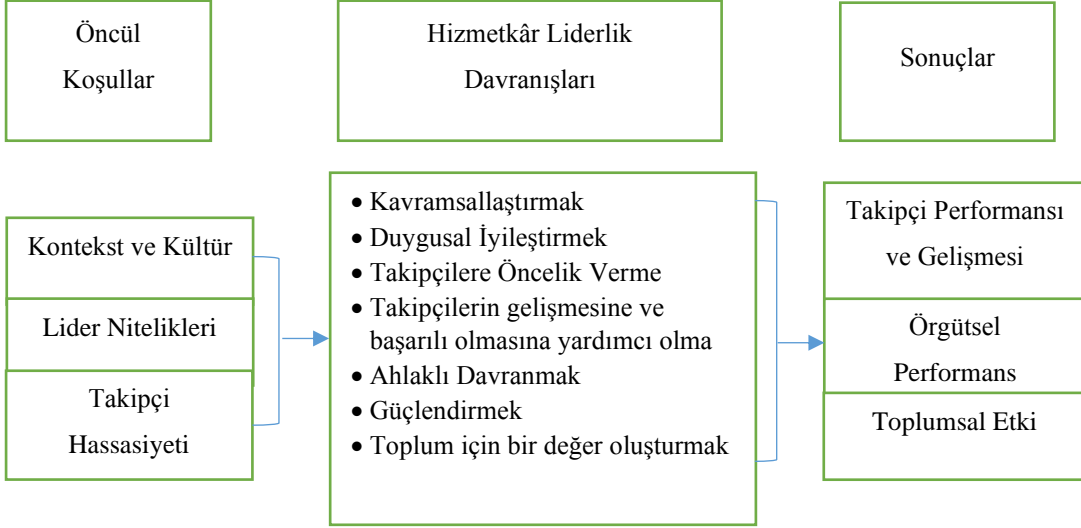 Öncül
Koşullar
Hizmetkâr Liderlik
Davranışları
Sonuçlar
Kontekst ve Kültür
Lider Nitelikleri
Takipçi
Hassasiyeti
• Kavramsallaştırmak
• Duygusal İyileştirmek
• Takipçilere Öncelik Verme
• Takipçilerin gelişmesine ve
başarılı olmasına yardımcı olma
• Ahlaklı Davranmak
• Güçlendirmek
• Toplum için bir değer oluşturmak
Takipçi Performansı
ve Gelişmesi
Örgütsel
Performans
Toplumsal Etki